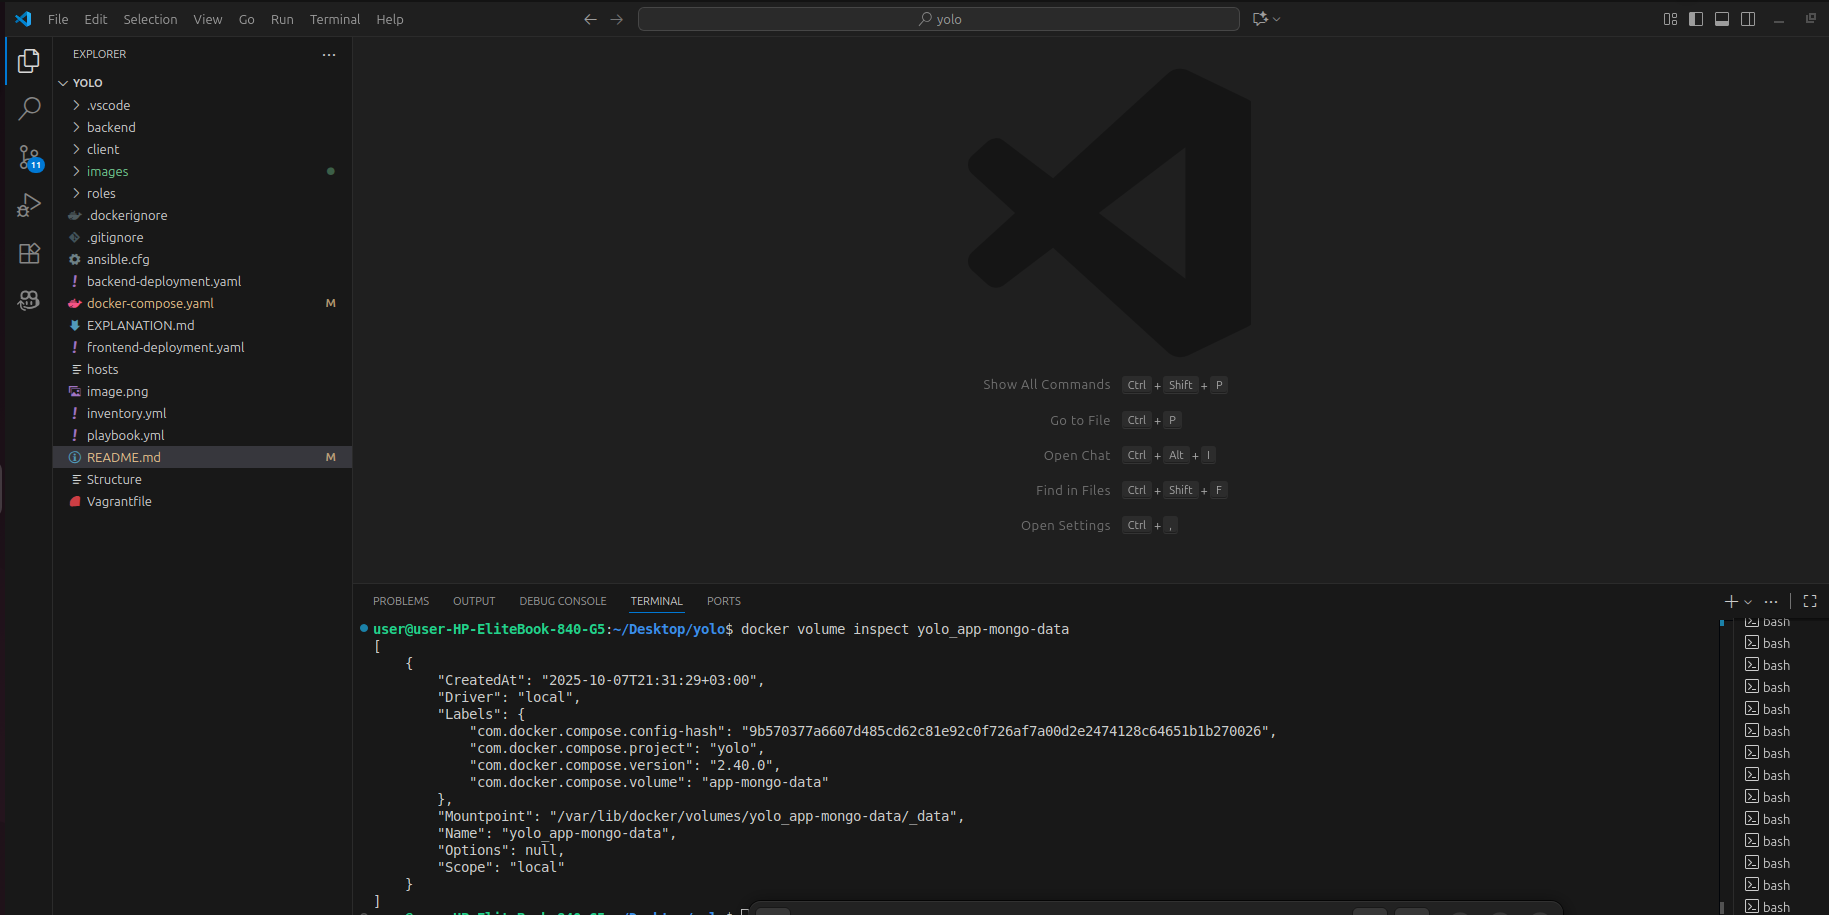 File Edit Selection View Go Run Terminal Help
yolo
EXPLORER
YOLO
.vscode
backend
client
images
roles
.dockerignore
.gitignore
ansible.cfg
backend-deployment.yaml
docker-compose.yaml M
EXPLANATION.md
frontend-deployment.yaml
hosts
image.png
inventory.yml
playbook.yml
README.md M
Structure
Vagrantfile
11
Show All Commands Ctrl + Shift + P
Go to File Ctrl + P
Open Chat Ctrl + Alt + I
Find in Files Ctrl + Shift + F
Open Settings Ctrl + ,
PROBLEMS OUTPUT DEBUG CONSOLE TERMINAL PORTS
user@user-HP-EliteBook-840-G5:~/Desktop/yolo$ docker volume inspect yolo_app-mongo-data
[
{
"CreatedAt": "2025-10-07T21:31:29+03:00",
"Driver": "local",
"Labels": {
"com.docker.compose.config-hash": "9b570377a6607d485cd62c81e92c0f726af7a00d2e2474128c64651b1b270026",
"com.docker.compose.project": "yolo",
"com.docker.compose.version": "2.40.0",
"com.docker.compose.volume": "app-mongo-data"
},
"Mountpoint": "/var/lib/docker/volumes/yolo_app-mongo-data/_data",
"Name": "yolo_app-mongo-data",
"Options": null,
"Scope": "local"
}
]
bash
bash
bash
bash
bash
bash
bash
bash
bash
bash
bash
bash
bash
bash